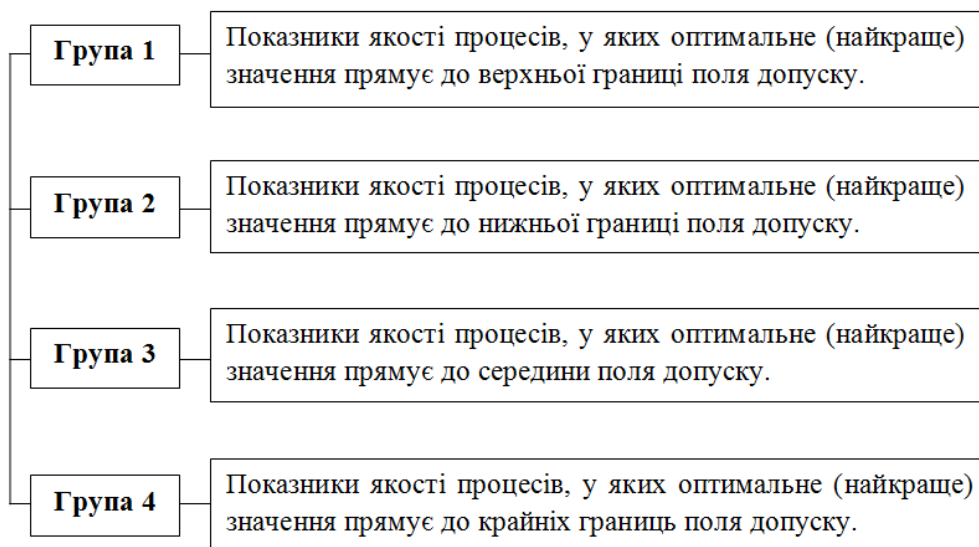 Група 1
Показники якості процесів, у яких оптимальне (найкраще)
значення прямує до верхньої границі поля допуску.
Група 2
Показники якості процесів, у яких оптимальне (найкраще)
значення прямує до нижньої границі поля допуску.
Група 3
Показники якості процесів, у яких оптимальне (найкраще)
значення прямує до середини поля допуску.
Група 4
Показники якості процесів, у яких оптимальне (найкраще)
значення прямує до крайніх границь поля допуску.